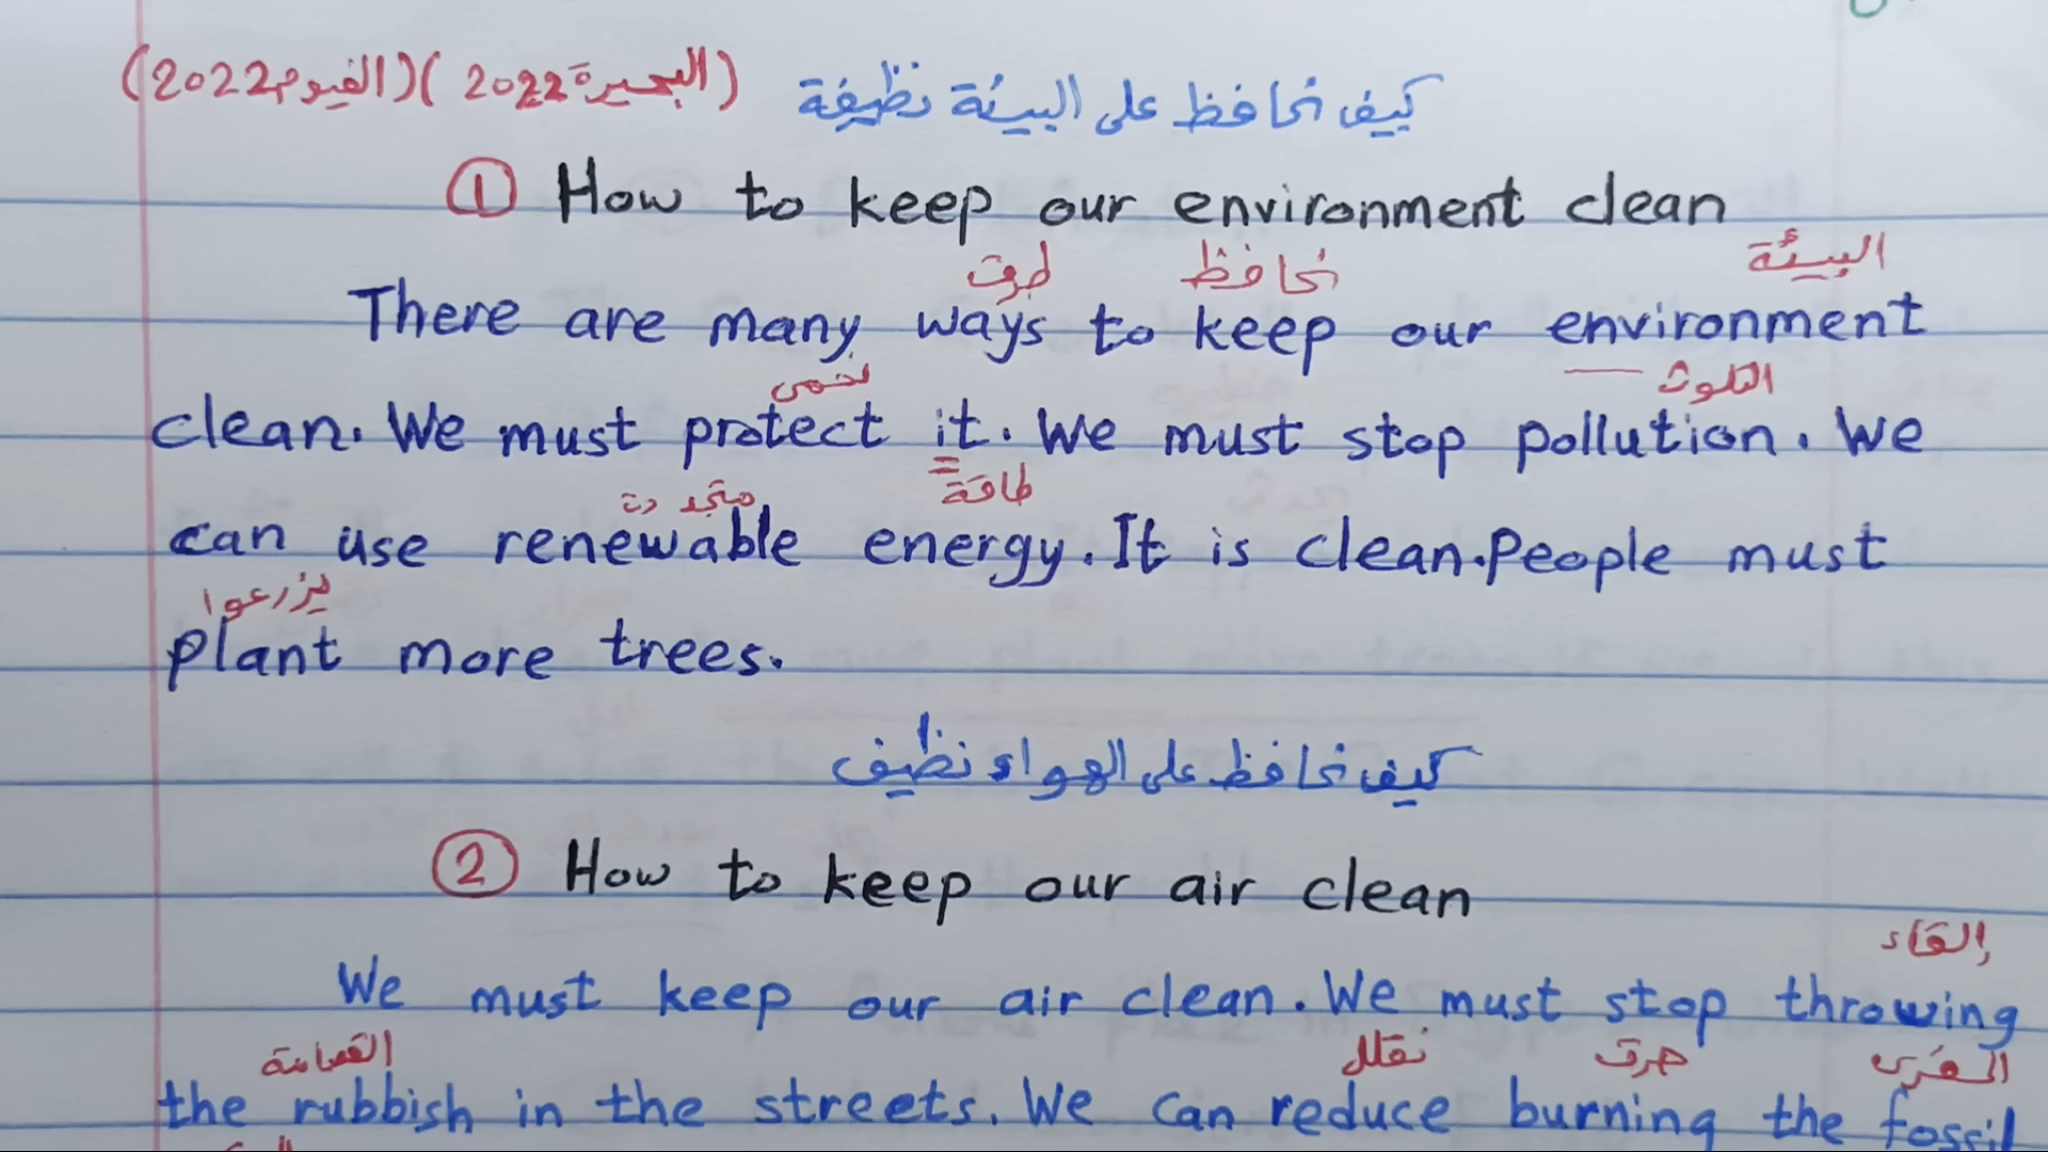 كيف نحافظ على البيئة نظيفة (البحيرة 2022) (الفيوم 2022)
① How to keep our environment clean
طرق نحافظ البيئة
There are many ways to keep our environment
نحمى التلوث
clean. We must protect it. We must stop pollution. We
متجددة طاقة
can use renewable energy. It is clean. People must
يزرعوا
plant more trees.
كيف نحافظ على الهواء نظيف
② How to keep our air clean
إلقاء
We must keep our air clean. We must stop throwing
القمامة نقلل حرق الحفرى
the rubbish in the streets. We can reduce burning the fossil